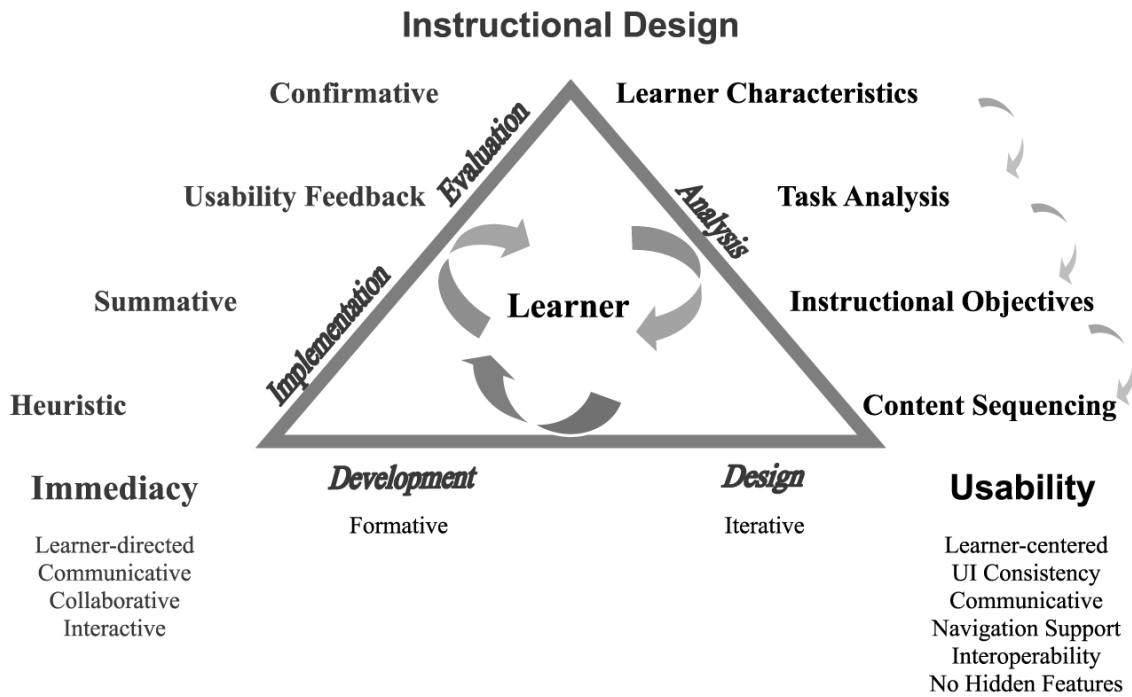 Instructional Design
Confirmative
Learner Characteristics
Evaluation
Usability Feedback
Analysis
Task Analysis
Summative
Implementation
Learner
Instructional Objectives
Heuristic
Content Sequencing
Immediacy
Development
Design
Usability
Formative
Iterative
Learner-directed
Communicative
Collaborative
Interactive
Learner-centered
UI Consistency
Communicative
Navigation Support
Interoperability
No Hidden Features